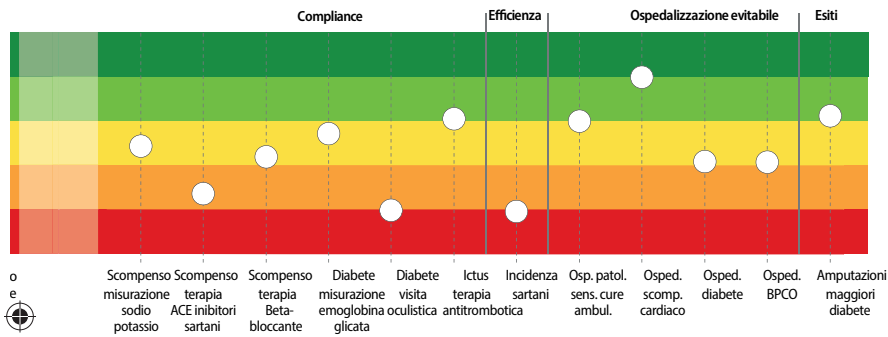 Compliance
Efficienza
Ospedalizzazione evitabile
Esiti
o
e
Scompenso
misurazione
sodio
potassio
Scompenso
terapia
ACE inibitori
sartani
Scompenso
terapia
Beta-
bloccante
Diabete
misurazione
emoglobina
glicata
Diabete
visita
oculistica
Ictus
terapia
antitrombotica
Incidenza
sartani
Osp. patol.
sens. cure
ambul.
Osped.
scomp.
cardiaco
Osped.
diabete
Osped.
BPCO
Amputazioni
maggiori
diabete